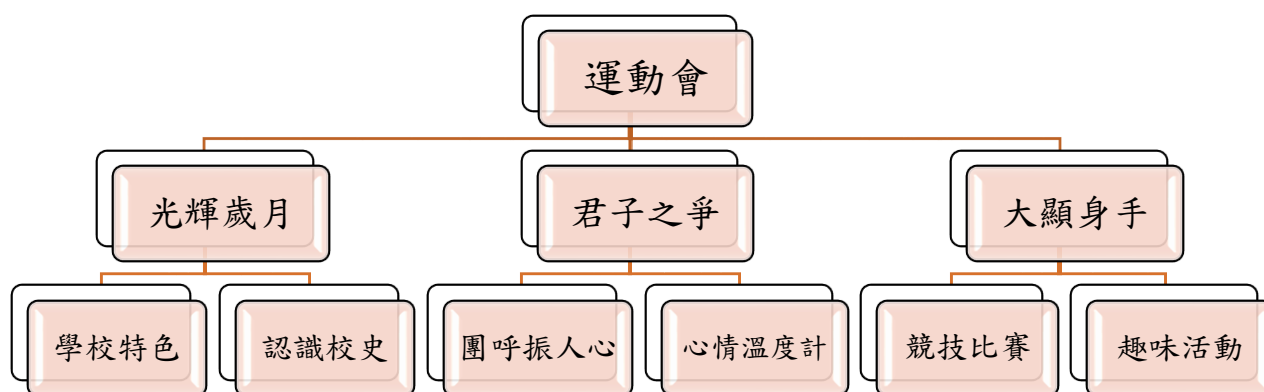 運動會
光輝歲月
君子之爭
大顯身手
學校特色
認識校史
團呼振人心
心情溫度計
競技比賽
趣味活動